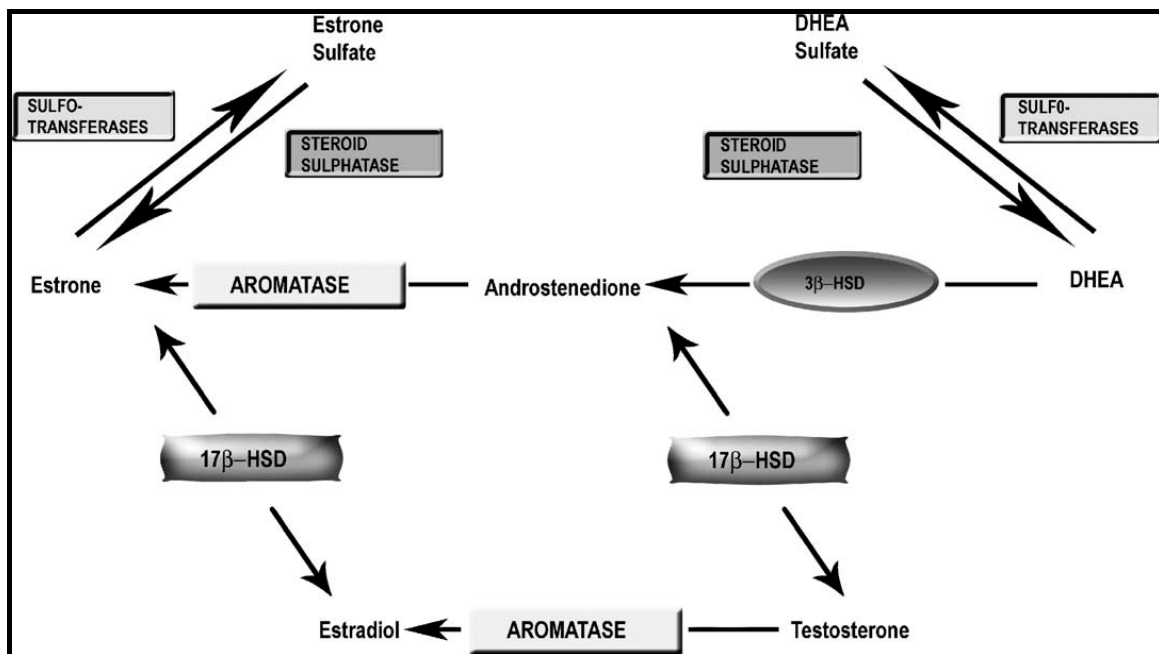 Estrone
Sulfate
DHEA
Sulfate
SULFO-
TRANSFERASES
STEROID
SULPHATASE
STEROID
SULPHATASE
SULF0-
TRANSFERASES
Estrone
AROMATASE
Androstenedione
3β–HSD
DHEA
17β–HSD
17β–HSD
Estradiol
AROMATASE
Testosterone